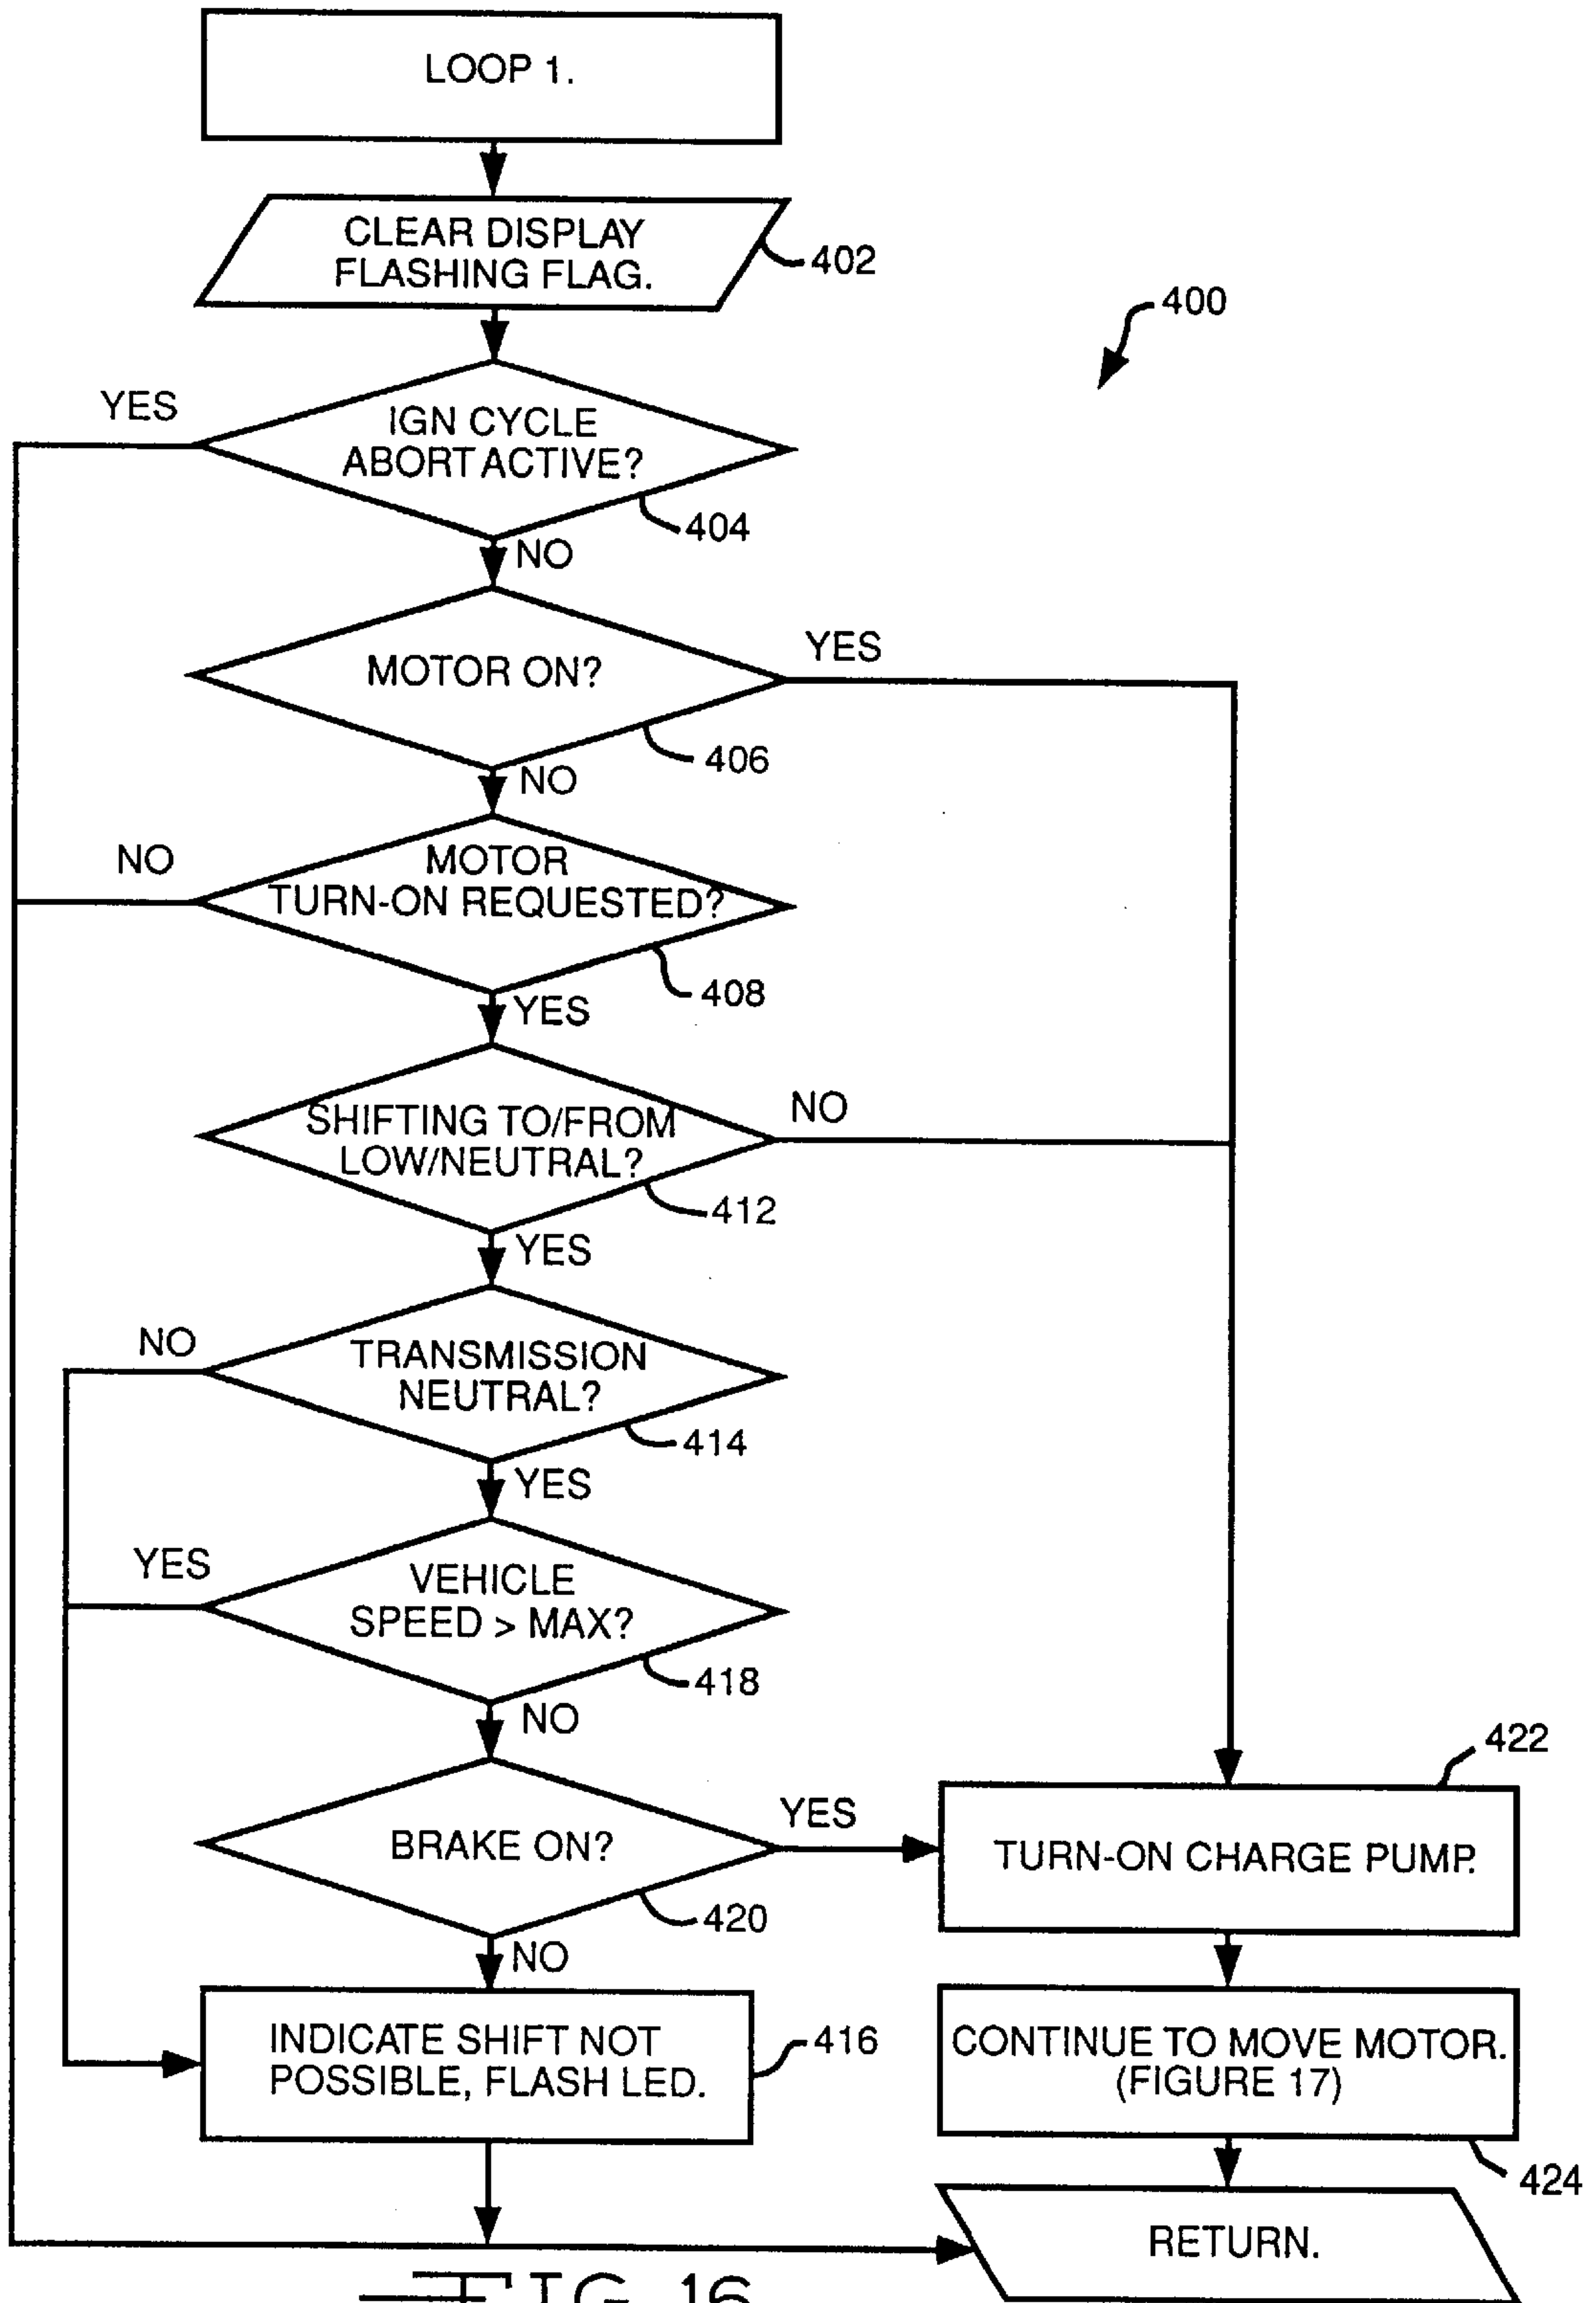 LOOP 1.
CLEAR DISPLAY
FLASHING FLAG.
402
400
YES
IGN CYCLE
ABORT ACTIVE?
404
NO
MOTOR ON?
YES
406
NO
NO
MOTOR
TURN-ON REQUESTED?
408
YES
SHIFTING TO/FROM
LOW/NEUTRAL?
NO
412
YES
NO
TRANSMISSION
NEUTRAL?
414
YES
YES
VEHICLE
SPEED > MAX?
418
NO
BRAKE ON?
YES
420
NO
422
TURN-ON CHARGE PUMP.
INDICATE SHIFT NOT
POSSIBLE, FLASH LED.
416
CONTINUE TO MOVE MOTOR.
(FIGURE 17)
424
RETURN.
FIG 16